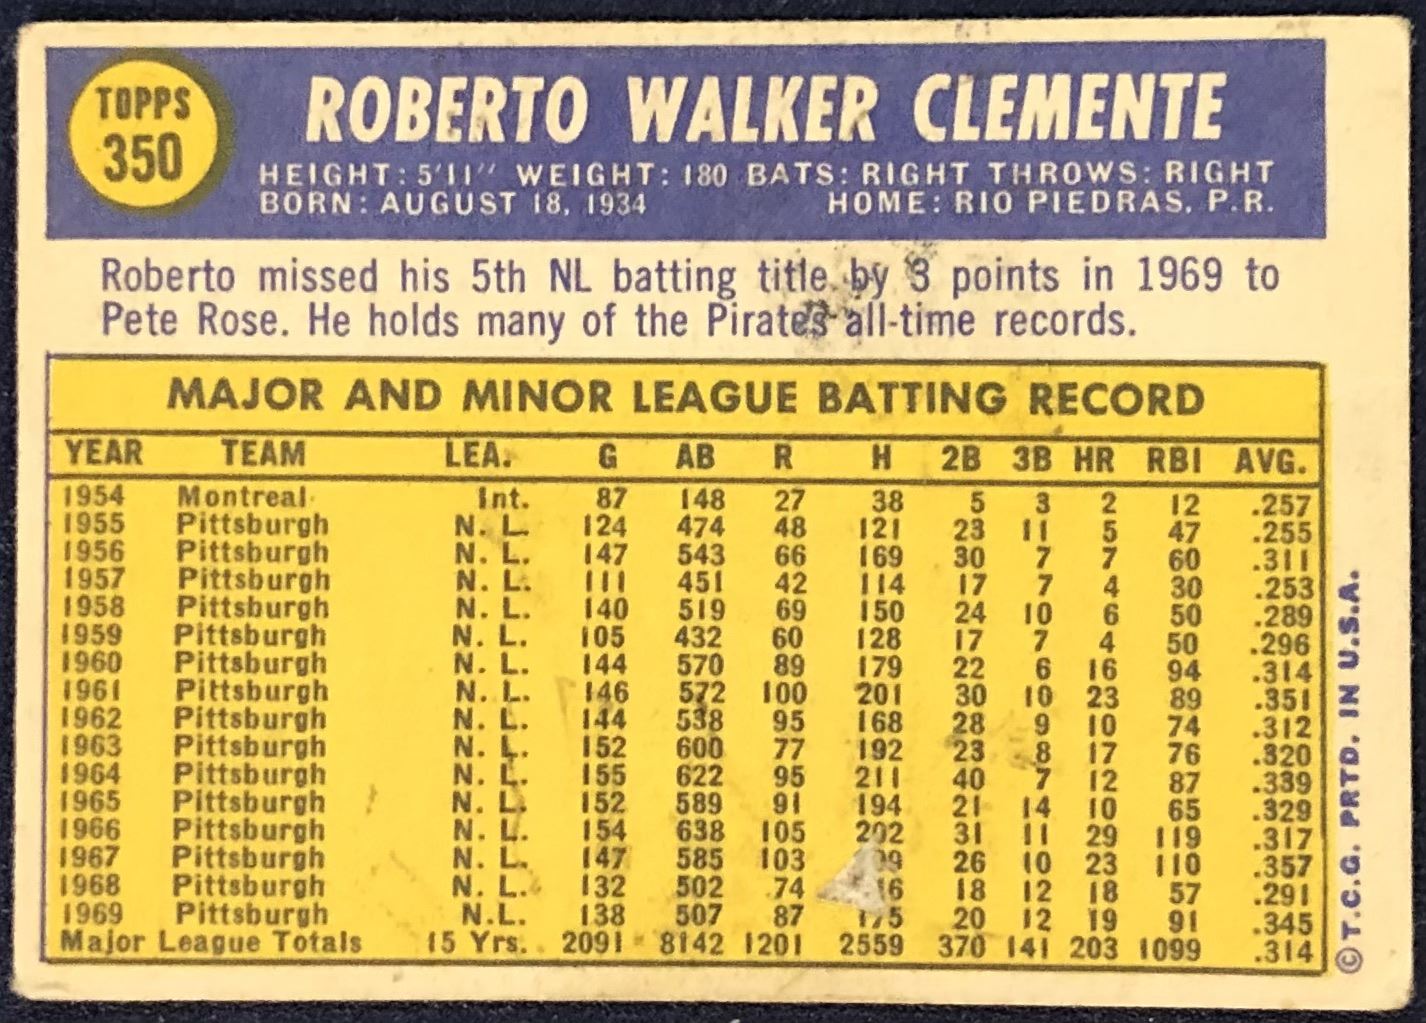 TOPPS
350
ROBERTO WALKER CLEMENTE
HEIGHT: 5'11" WEIGHT: 180 BATS: RIGHT THROWS: RIGHT
BORN: AUGUST 18, 1934 HOME: RIO PIEDRAS, P.R.
Roberto missed his 5th NL batting title by 3 points in 1969 to
Pete Rose. He holds many of the Pirates all-time records.
MAJOR AND MINOR LEAGUE BATTING RECORD
YEAR TEAM LEA. G AB R H 2B 3B HR RBI AVG.
1954 Montreal Int. 87 148 27 38 5 3 2 12 .257
1955 Pittsburgh N. L. 124 474 48 121 23 11 5 47 .255
1956 Pittsburgh N. L. 147 543 66 169 30 7 7 60 .311
1957 Pittsburgh N. L. 111 451 42 114 17 7 4 30 .253
1958 Pittsburgh N. L. 140 519 69 150 24 10 6 50 .289
1959 Pittsburgh N. L. 105 432 60 128 17 7 4 50 .296
1960 Pittsburgh N. L. 144 570 89 179 22 6 16 94 .314
1961 Pittsburgh N. L. 146 572 100 201 30 10 23 89 .351
1962 Pittsburgh N. L. 144 538 95 168 28 9 10 74 .312
1963 Pittsburgh N. L. 152 600 77 192 23 8 17 76 .320
1964 Pittsburgh N. L. 155 622 95 211 40 7 12 87 .339
1965 Pittsburgh N. L. 152 589 91 194 21 14 10 65 .329
1966 Pittsburgh N. L. 154 638 105 202 31 11 29 119 .317
1967 Pittsburgh N. L. 147 585 103 26 10 23 110 .357
1968 Pittsburgh N. L. 132 502 74 18 12 18 57 .291
1969 Pittsburgh N.L. 138 507 87 175 20 12 19 91 .345
Major League Totals 15 Yrs. 2091 8142 1201 2559 370 141 203 1099 .314
©T.C.G. PRTD. IN U.S.A.